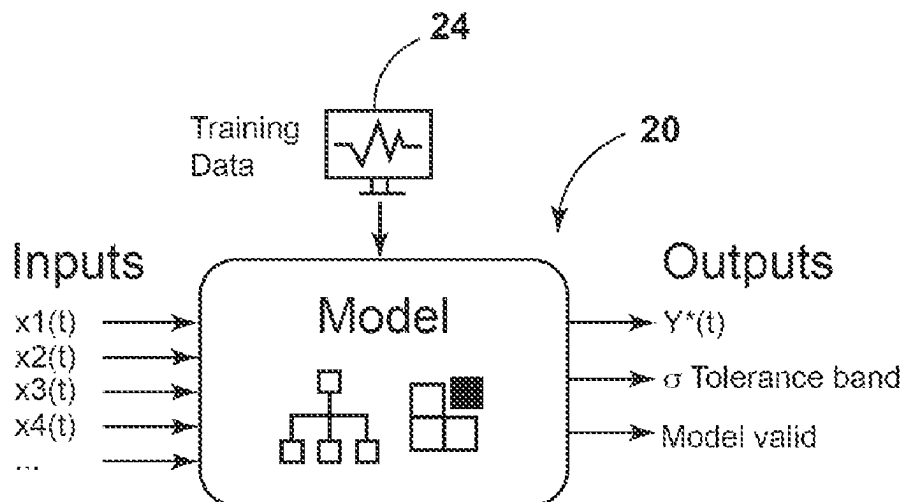 24
Training
Data
20
Inputs
Outputs
Model
x1(t)
x2(t)
x3(t)
x4(t)
...
Y*(t)
σ Tolerance band
Model valid